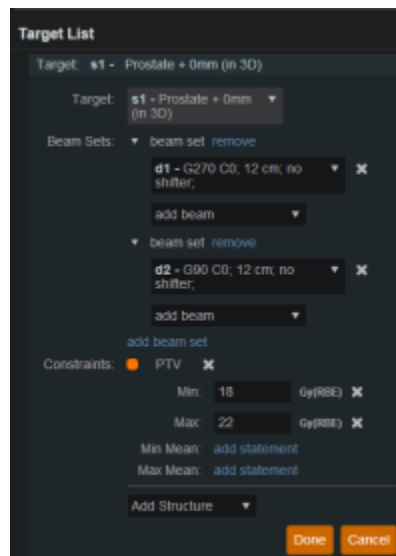 Target List
Target: s1 - Prostate + 0mm (in 3D)
Target: s1 - Prostate + 0mm
(in 3D)
Beam Sets: beam set remove
d1 - G270 C0; 12 cm; no
shifter;
add beam
beam set remove
d2 - G90 C0; 12 cm; no
shifter;
add beam
add beam set
Constraints: PTV
Min: 18 Gy(RBE)
Max: 22 Gy(RBE)
Min Mean: add statement
Max Mean: add statement
Add Structure
Done Cancel